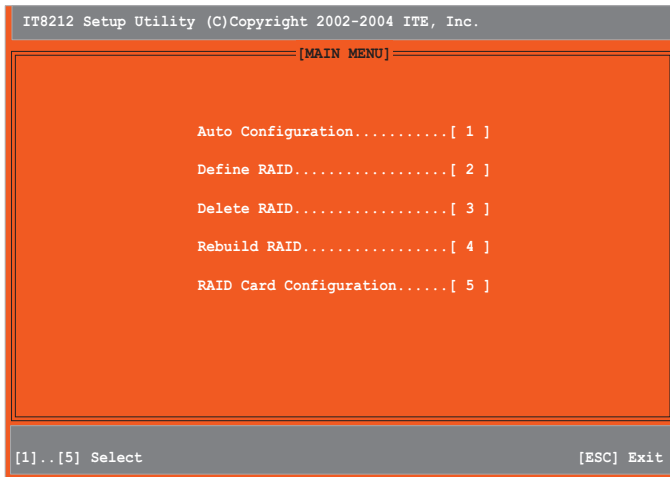 IT8212 Setup Utility (C)Copyright 2002-2004 ITE, Inc.
[MAIN MENU]
Auto Configuration...........[ 1 ]
Define RAID..................[ 2 ]
Delete RAID..................[ 3 ]
Rebuild RAID.................[ 4 ]
RAID Card Configuration......[ 5 ]
[1]..[5] Select [ESC] Exit